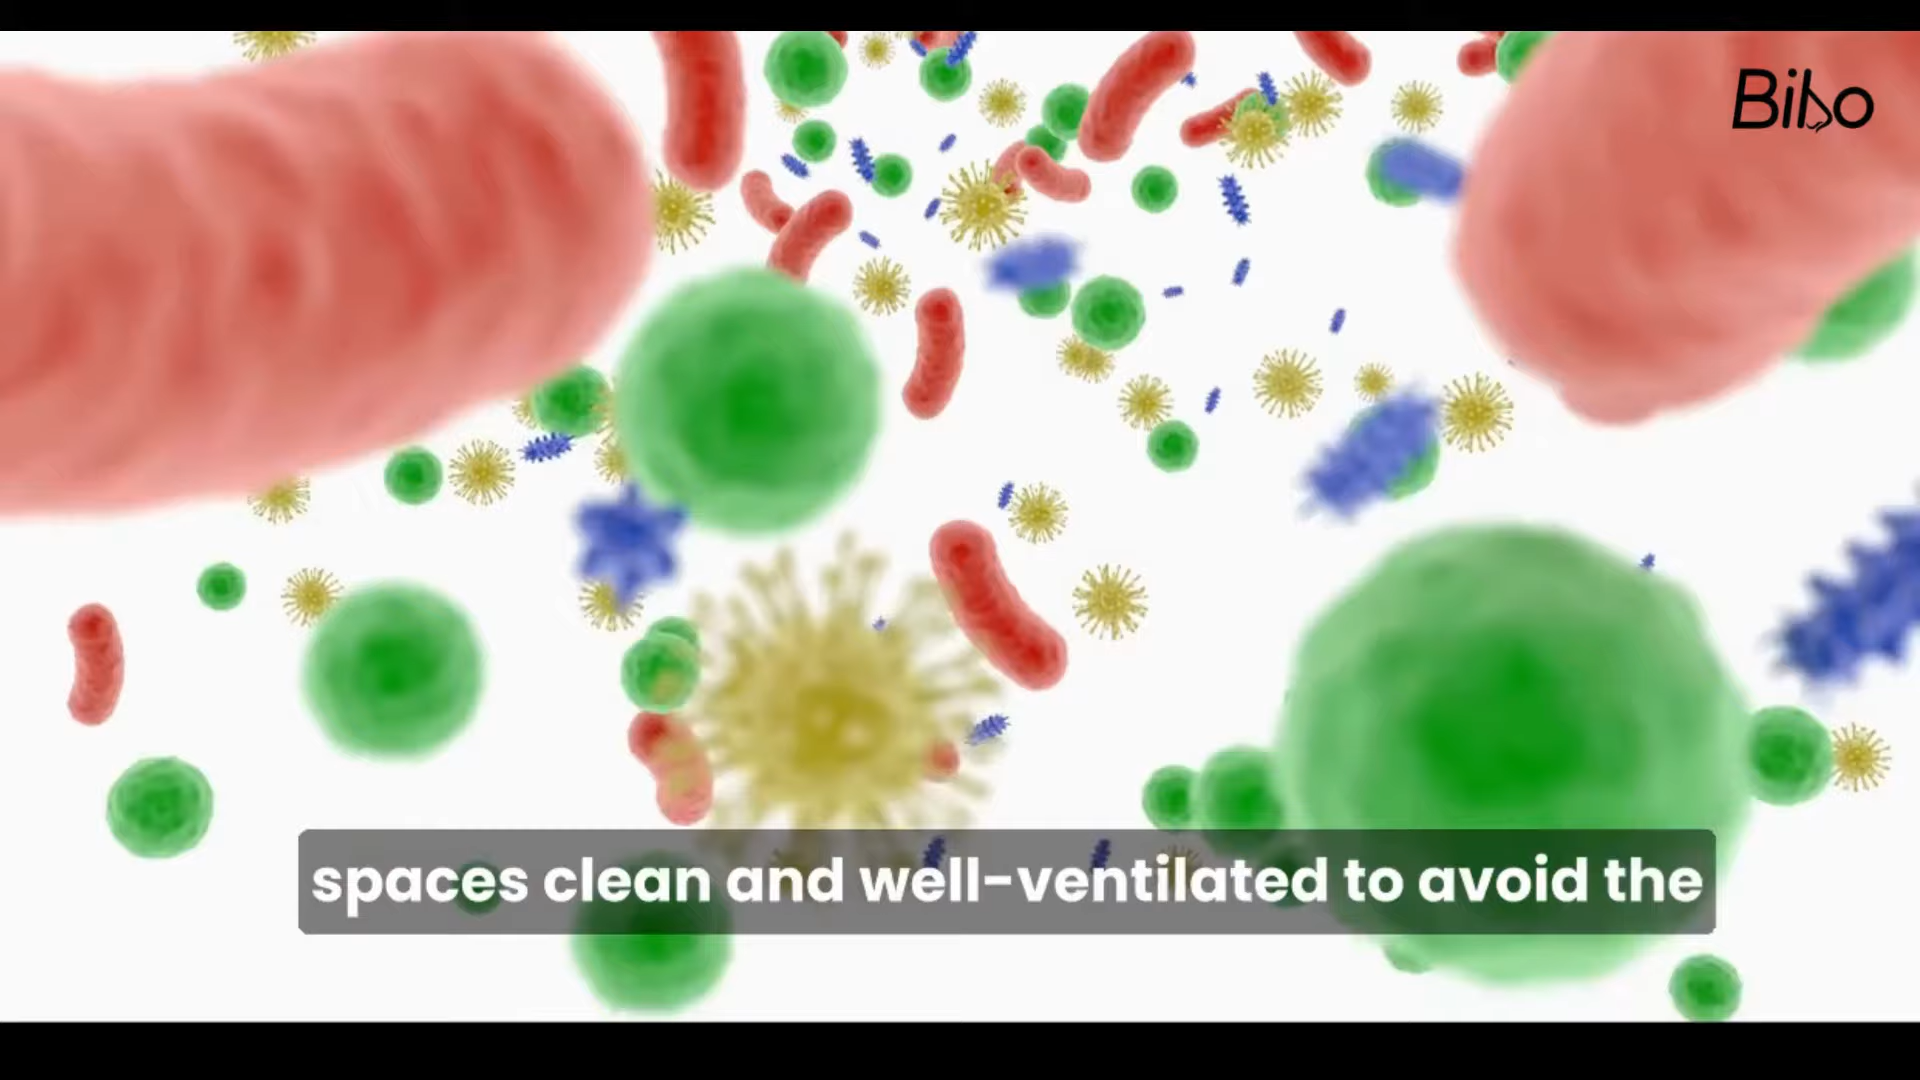 Bibo
spaces clean and well-ventilated to avoid the